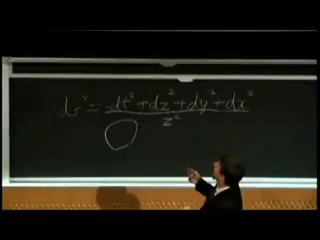 ds² = -dt² + dz² + dy² + dx²
z²